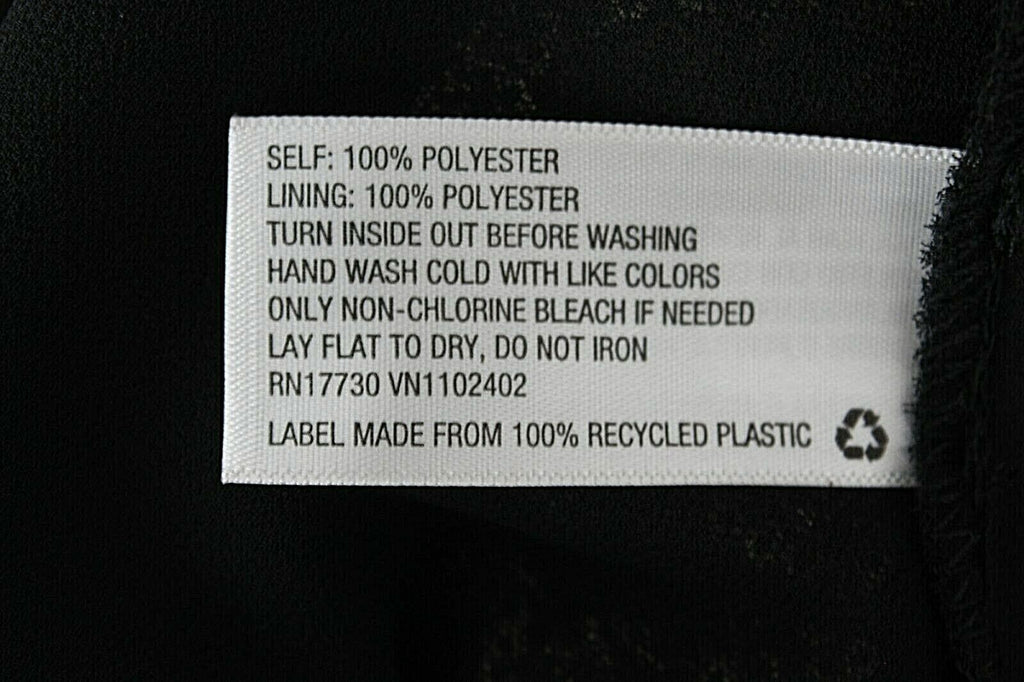 SELF: 100% POLYESTER
LINING: 100% POLYESTER
TURN INSIDE OUT BEFORE WASHING
HAND WASH COLD WITH LIKE COLORS
ONLY NON-CHLORINE BLEACH IF NEEDED
LAY FLAT TO DRY, DO NOT IRON
RN17730 VN1102402
LABEL MADE FROM 100% RECYCLED PLASTIC